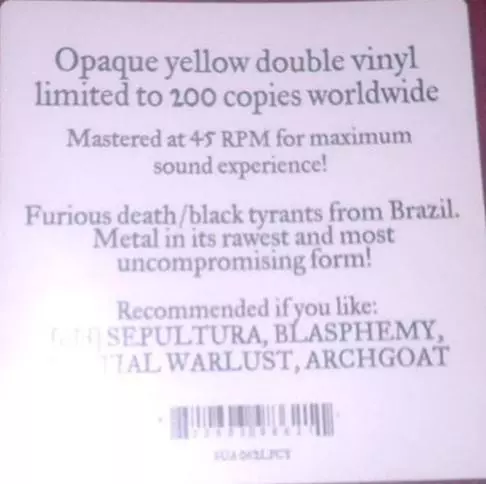 Opaque yellow double vinyl
limited to 200 copies worldwide
Mastered at 45 RPM for maximum
sound experience!
Furious death/black tyrants from Brazil.
Metal in its rawest and most
uncompromising form!
Recommended if you like:
SEPULTURA, BLASPHEMY,
WARLUST, ARCHGOAT